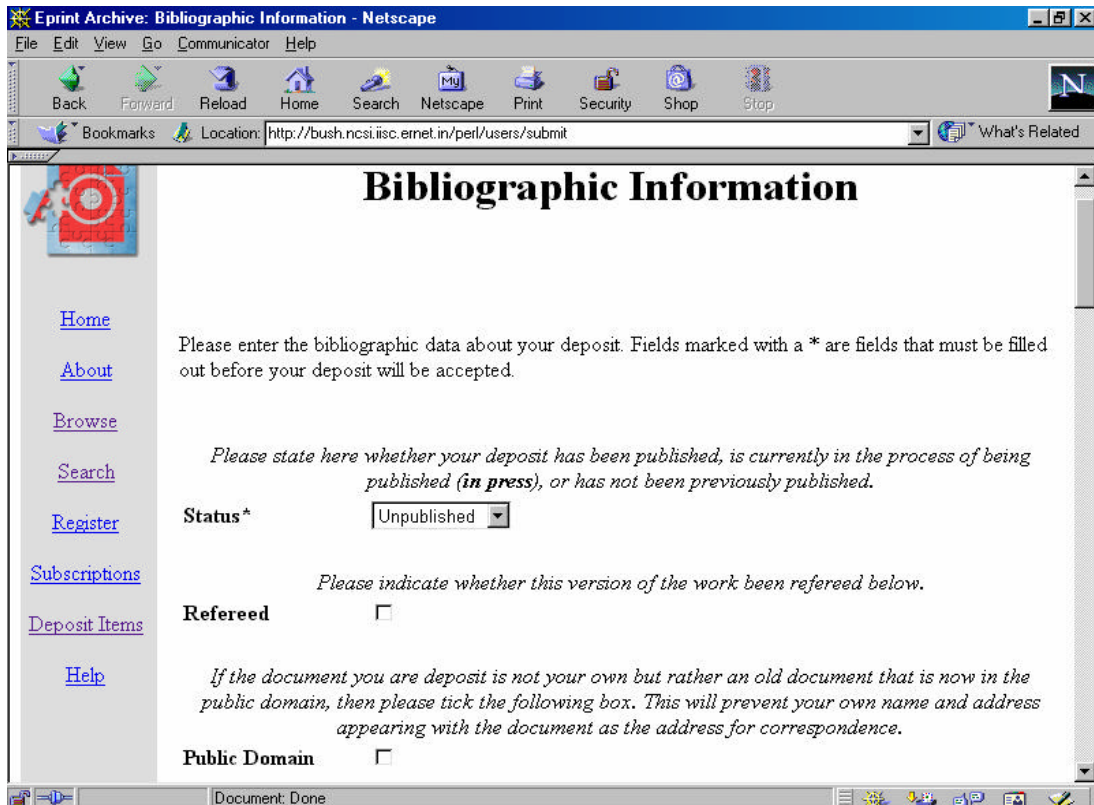 Eprint Archive: Bibliographic Information - Netscape
File Edit View Go Communicator Help
My
Back Forward Reload Home Search Netscape Print Security Shop Stop
N
Bookmarks Location: http://bush.ncsi.iisc.ernet.in/perl/users/submit What's Related
Bibliographic Information
Home
About
Browse
Search
Register
Subscriptions
Deposit Items
Help
Please enter the bibliographic data about your deposit. Fields marked with a * are fields that must be filled
out before your deposit will be accepted.
Please state here whether your deposit has been published, is currently in the process of being
published (in press), or has not been previously published.
Status* Unpublished
Please indicate whether this version of the work been refereed below.
Refereed
If the document you are deposit is not your own but rather an old document that is now in the
public domain, then please tick the following box. This will prevent your own name and address
appearing with the document as the address for correspondence.
Public Domain
Document: Done